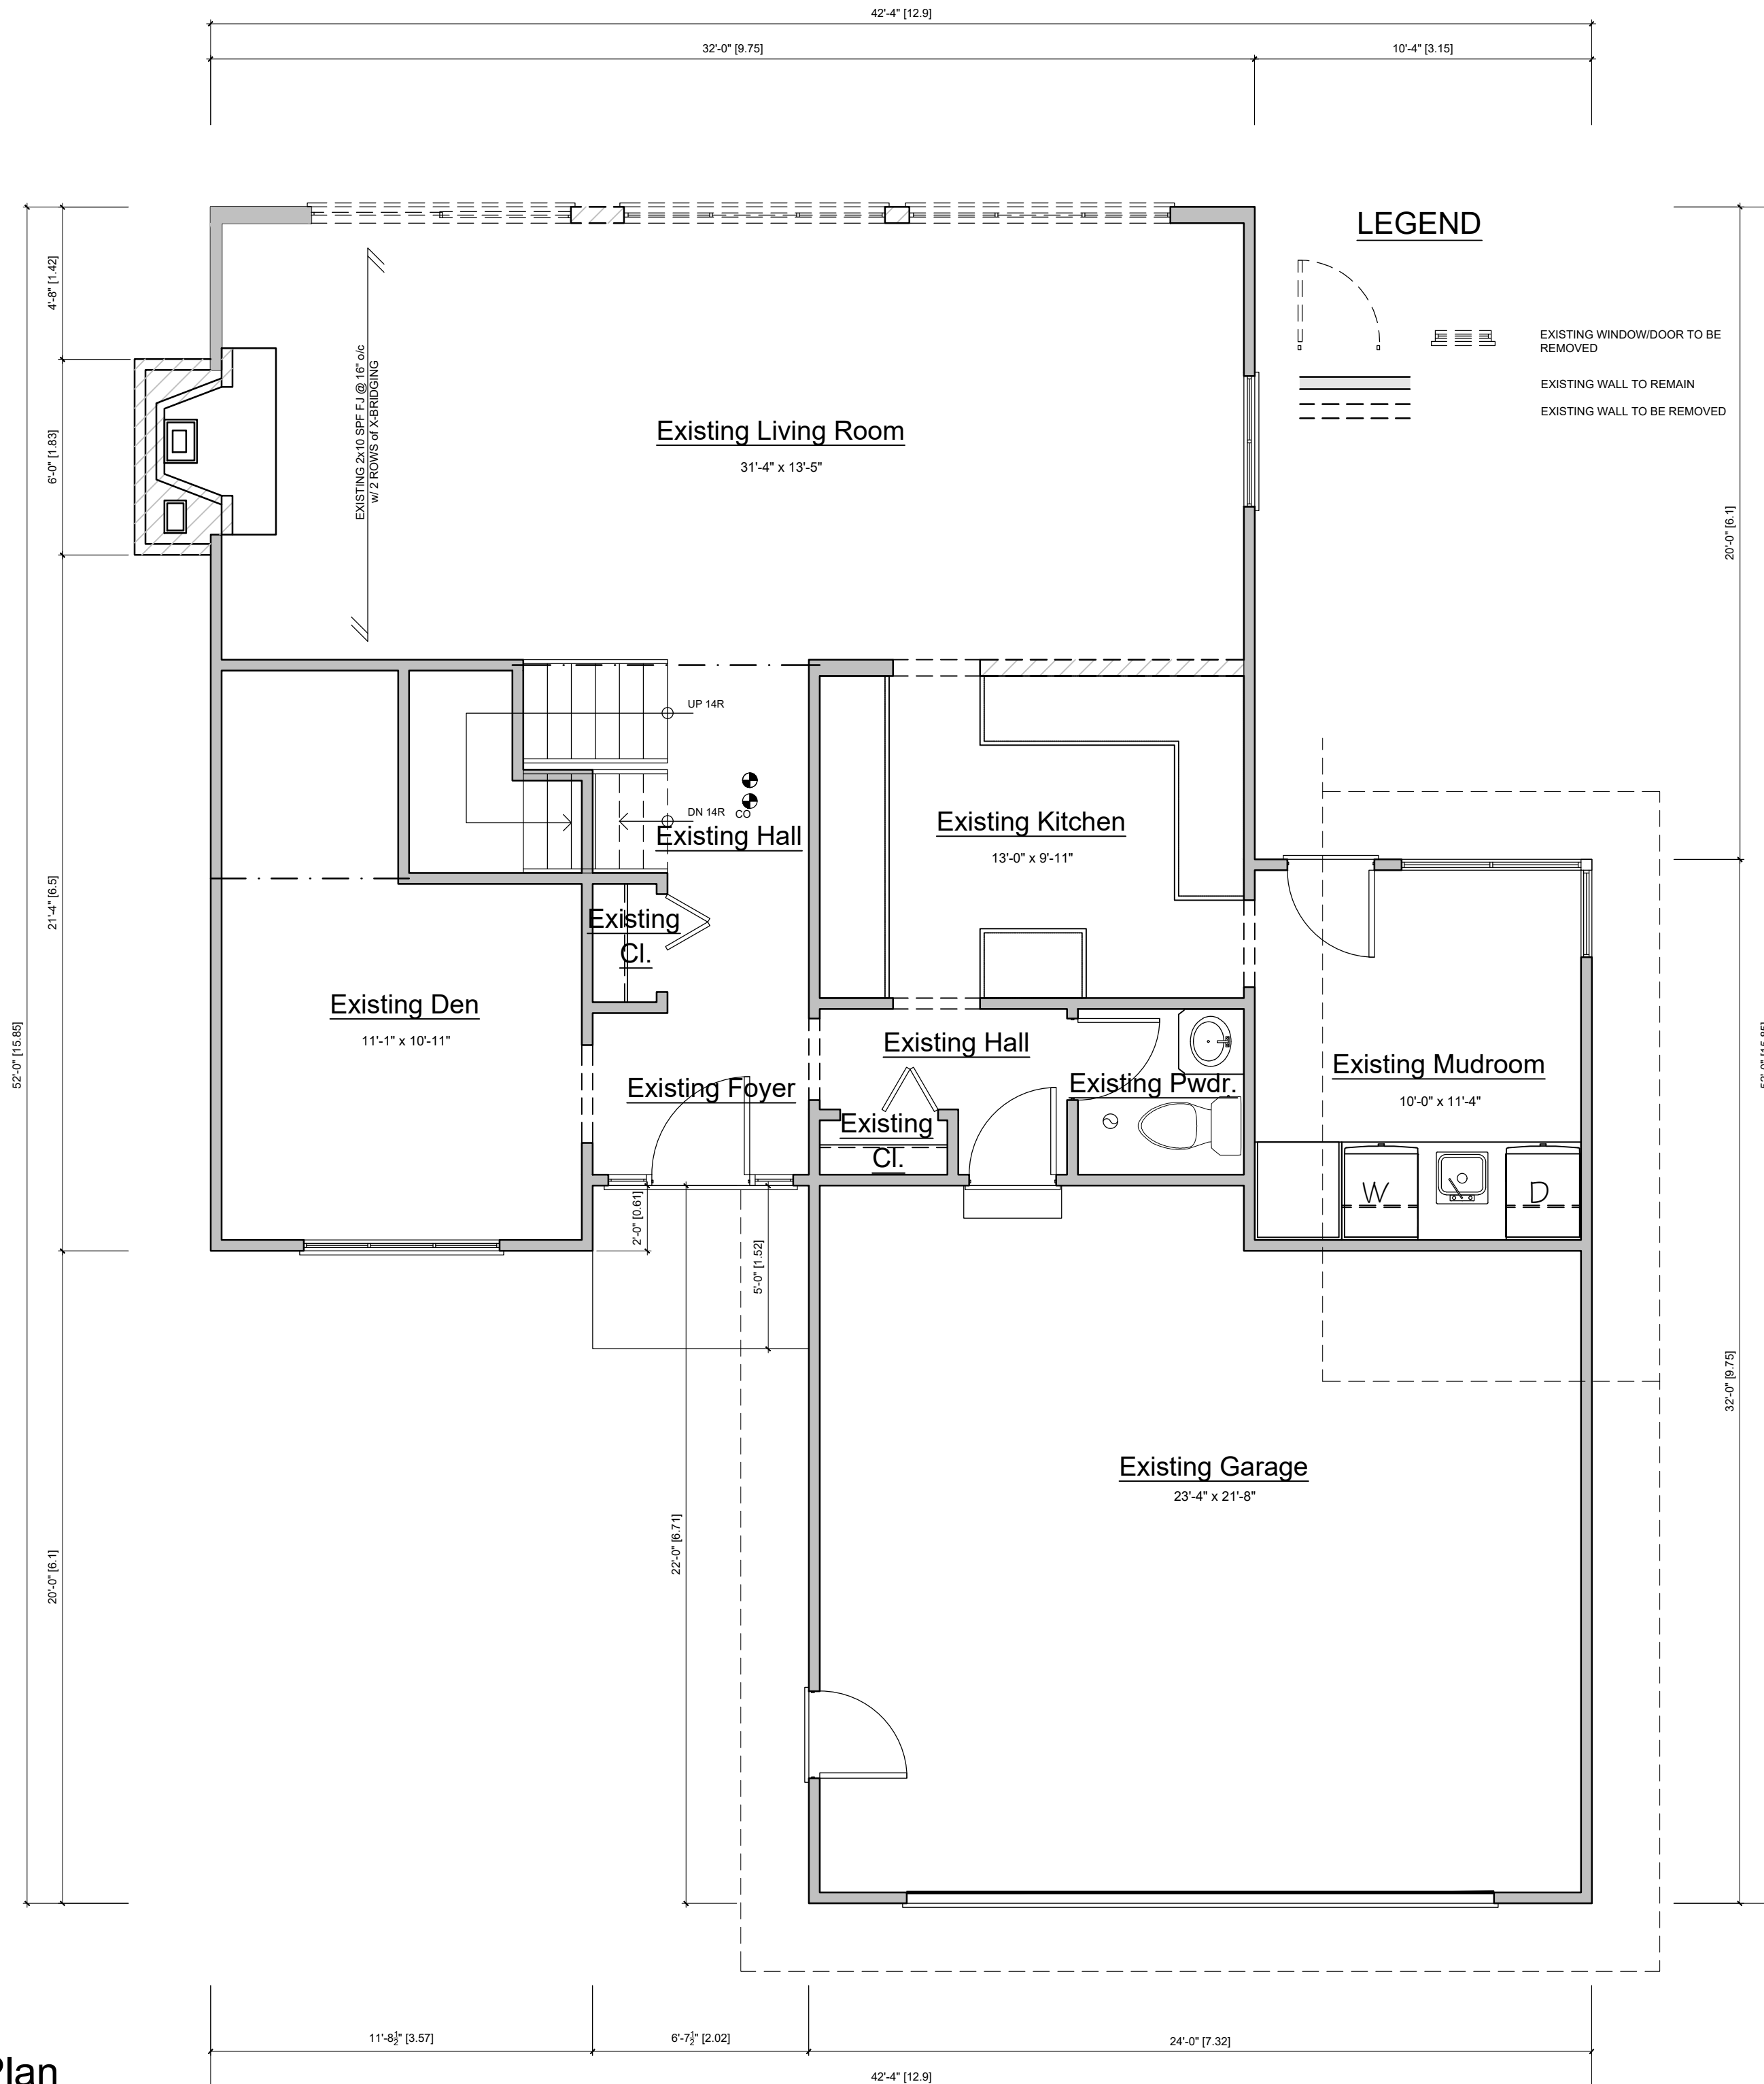 42'-4" [12.9]
32'-0" [9.75]
10'-4" [3.15]
LEGEND
EXISTING WINDOW/DOOR TO BE
REMOVED
EXISTING WALL TO REMAIN
EXISTING WALL TO BE REMOVED
4'-8" [1.42]
6'-0" [1.83]
21'-4" [6.5]
52'-0" [15.85]
20'-0" [6.1]
EXISTING 2x10 SPF FJ @ 16" o/c
w/ 2 ROWS of X-BRIDGING
Existing Living Room
31'-4" x 13'-5"
20'-0" [6.1]
UP 14R
DN 14R
CO
Existing Hall
Existing Kitchen
13'-0" x 9'-11"
Existing
Cl.
Existing Den
11'-1" x 10'-11"
Existing Foyer
Existing Hall
Existing Pwdr.
Existing
Cl.
Existing Mudroom
10'-0" x 11'-4"
W
D
2'-0" [0.61]
5'-0" [1.52]
22'-0" [6.71]
32'-0" [9.75]
Existing Garage
23'-4" x 21'-8"
11'-8½" [3.57]
6'-7½" [2.02]
24'-0" [7.32]
42'-4" [12.9]
Plan